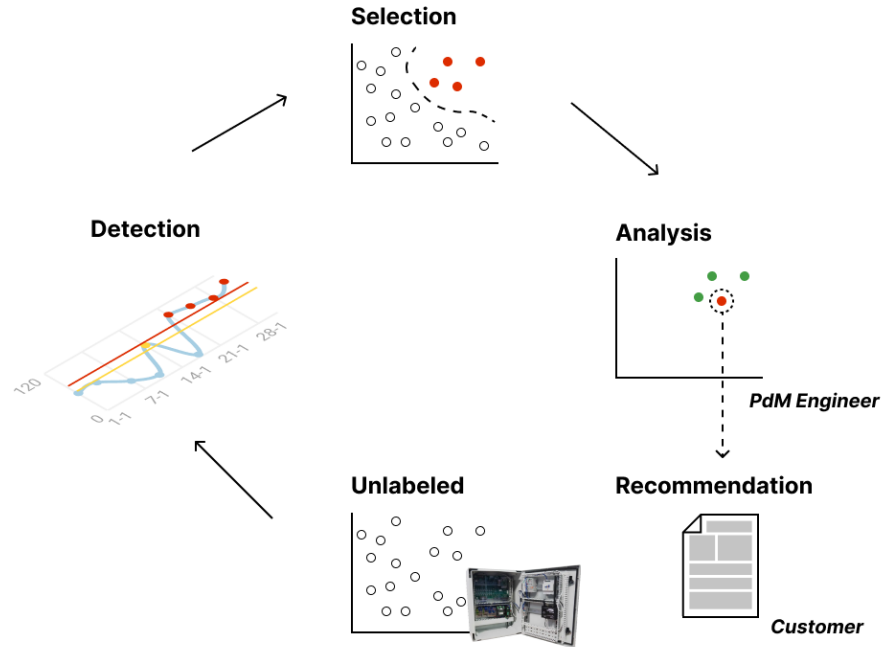 Selection
Detection
120
0
1-1
7-1
14-1
21-1
28-1
Analysis
PdM Engineer
Unlabeled
Recommendation
Customer